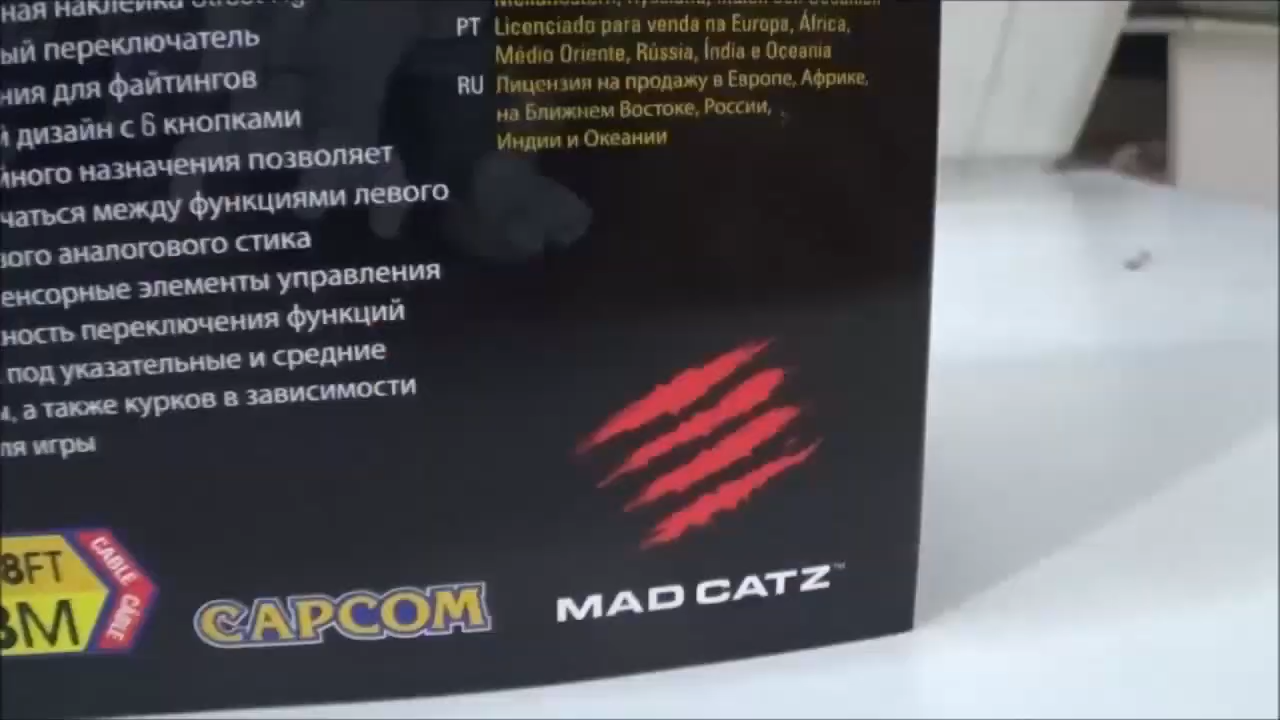 ная наклейка Street Fig
ый переключатель
ния для файтингов
й дизайн с 6 кнопками
йного назначения позволяет
чаться между функциями левого
вого аналогового стика
енсорные элементы управления
ность переключения функций
под указательные и средние
, а также курков в зависимости
ля игры
PT Licenciado para venda na Europa, África,
Médio Oriente, Rússia, Índia e Oceania
RU Лицензия на продажу в Европе, Африке,
на Ближнем Востоке, России,
Индии и Океании
8FT
3M
CABLE CABLE
CAPCOM
MAD CATZ™